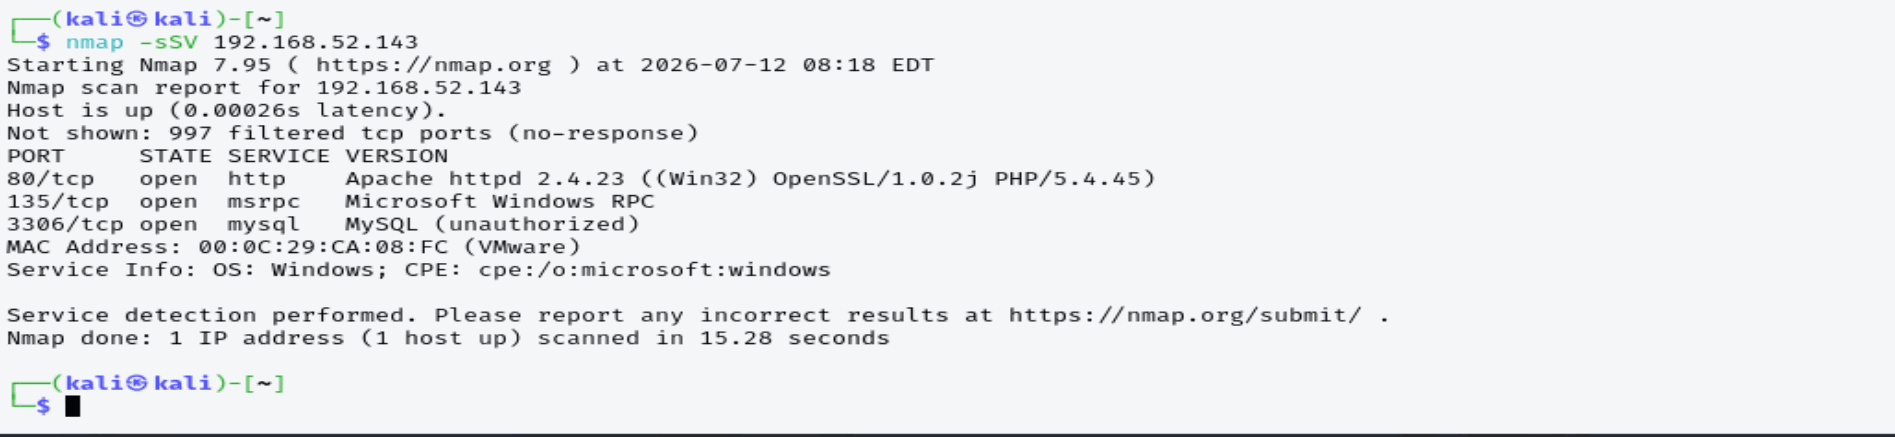 ┌──(kali㉿kali)-[~]
└─$ nmap -sSV 192.168.52.143
Starting Nmap 7.95 ( https://nmap.org ) at 2026-07-12 08:18 EDT
Nmap scan report for 192.168.52.143
Host is up (0.00026s latency).
Not shown: 997 filtered tcp ports (no-response)
PORT     STATE SERVICE VERSION
80/tcp   open  http    Apache httpd 2.4.23 ((Win32) OpenSSL/1.0.2j PHP/5.4.45)
135/tcp  open  msrpc   Microsoft Windows RPC
3306/tcp open  mysql   MySQL (unauthorized)
MAC Address: 00:0C:29:CA:08:FC (VMware)
Service Info: OS: Windows; CPE: cpe:/o:microsoft:windows

Service detection performed. Please report any incorrect results at https://nmap.org/submit/ .
Nmap done: 1 IP address (1 host up) scanned in 15.28 seconds

┌──(kali㉿kali)-[~]
└─$